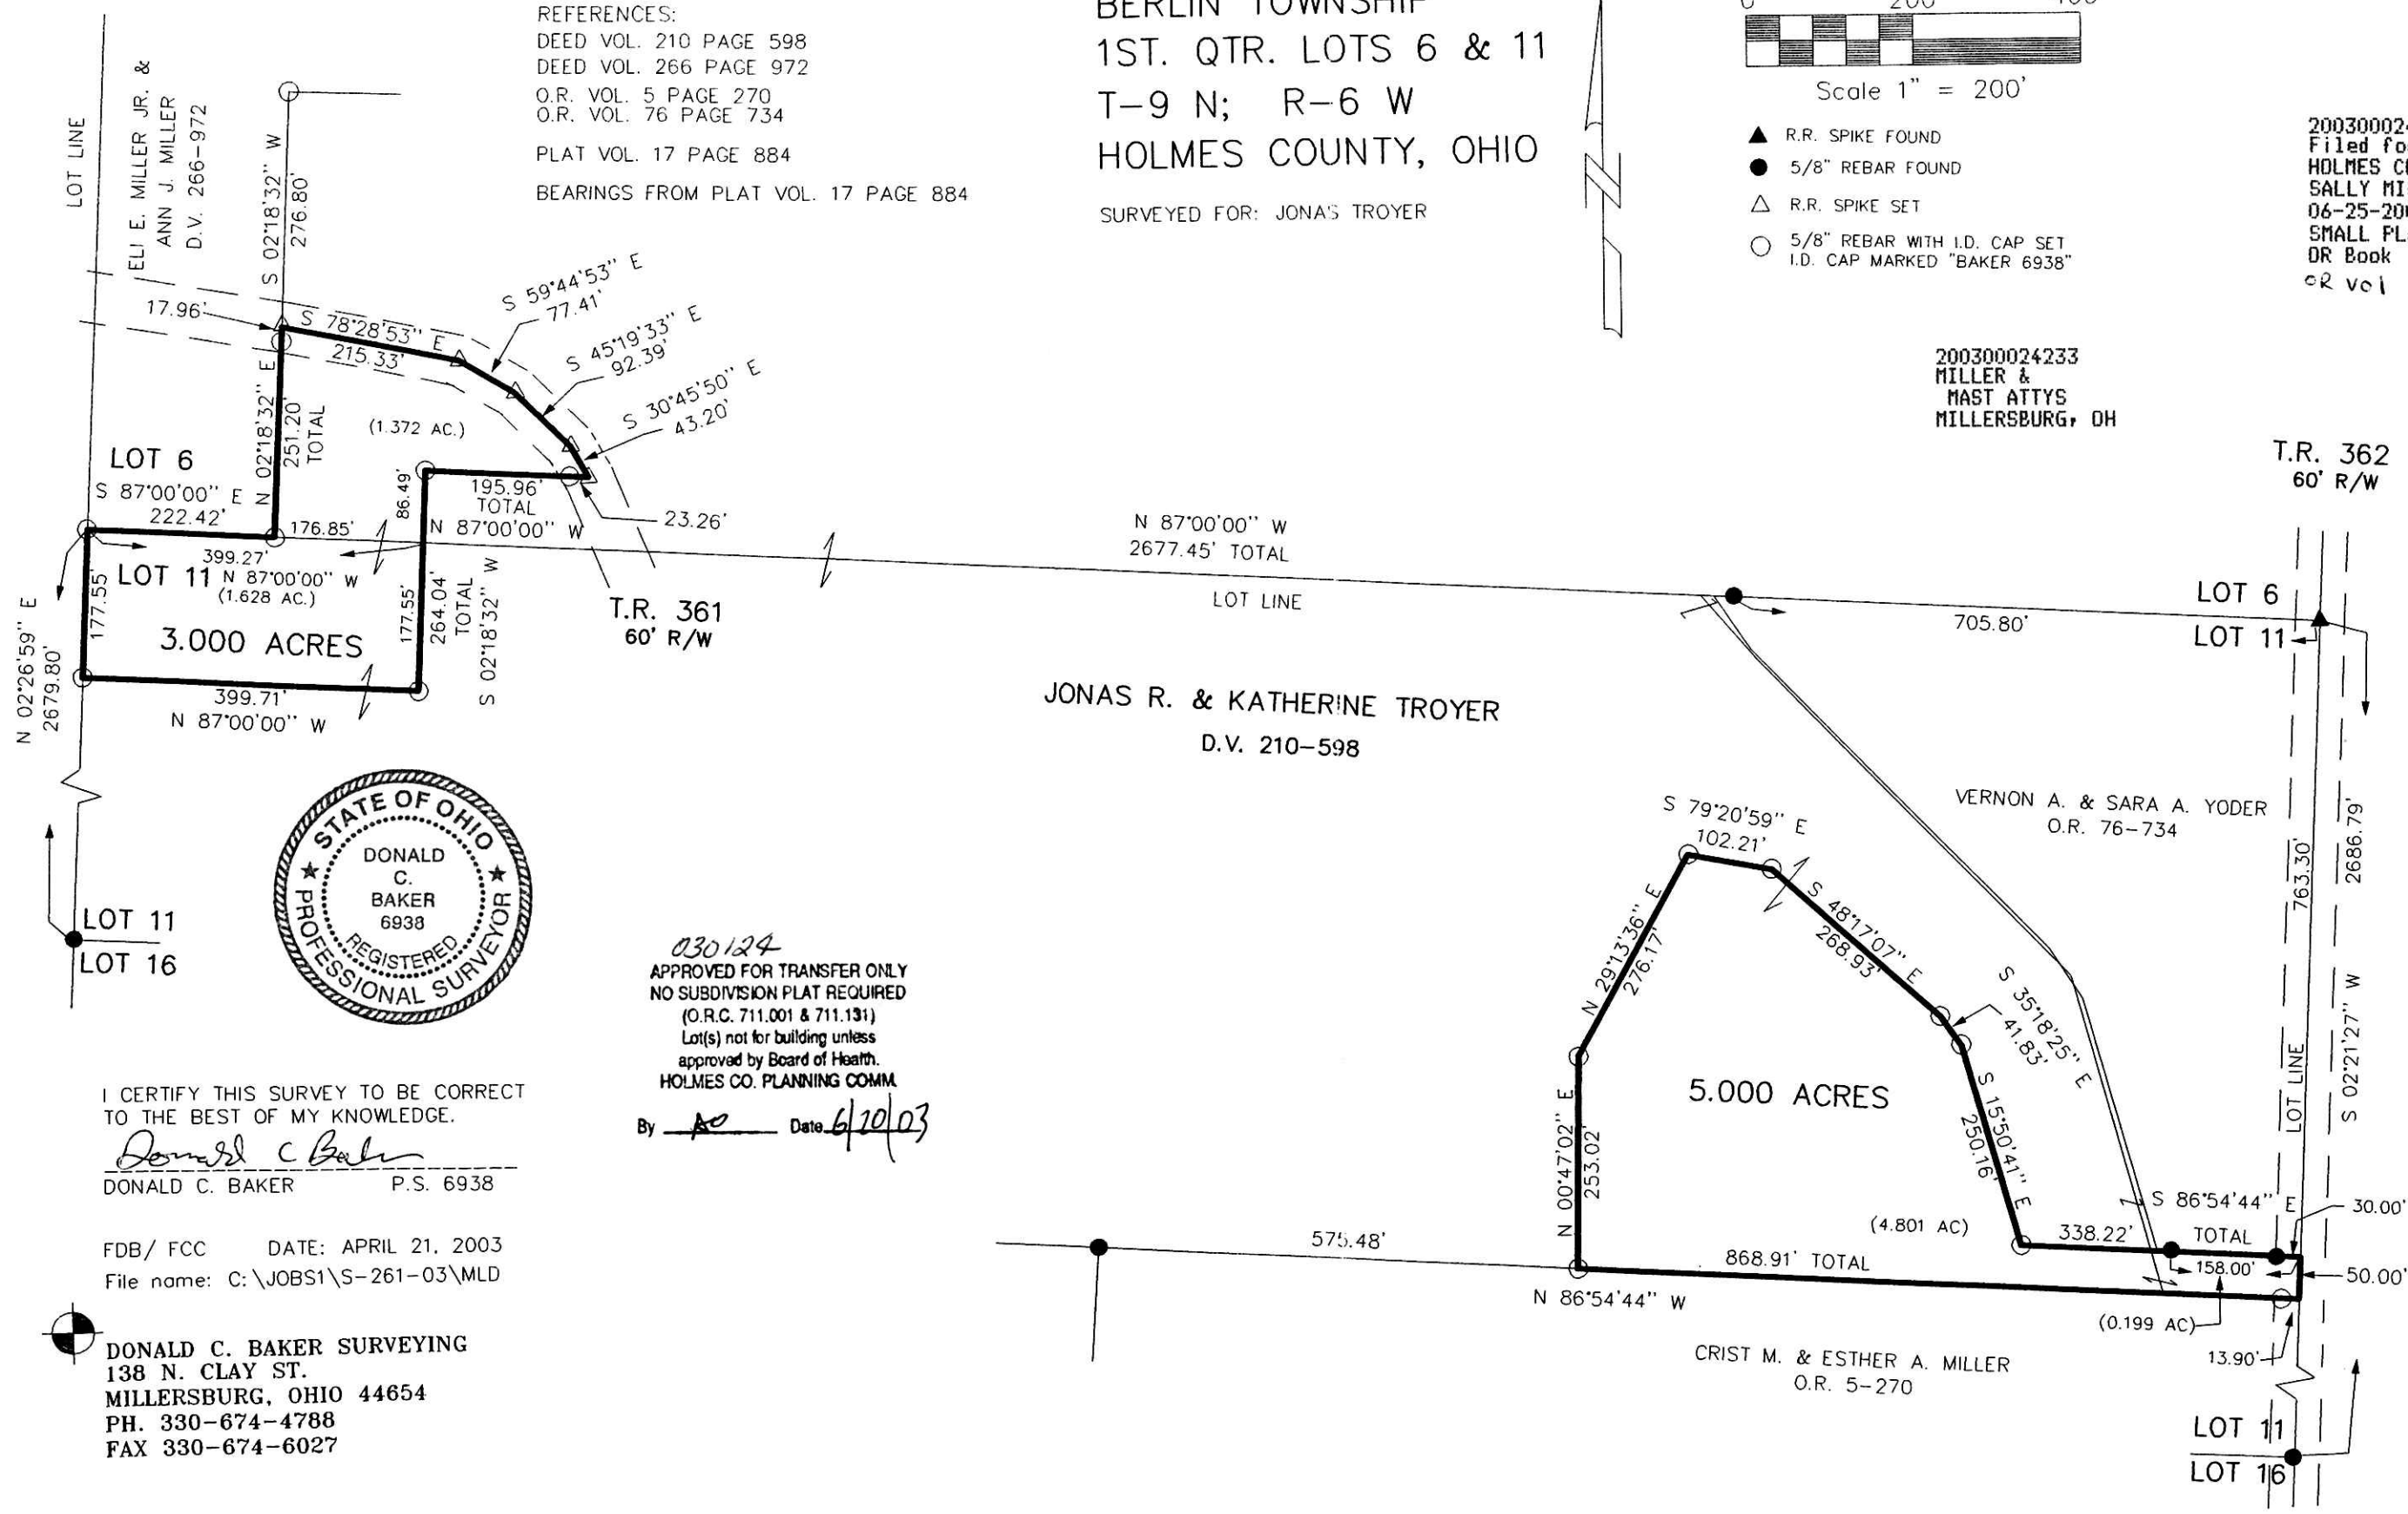 REFERENCES:
DEED VOL. 210 PAGE 598
DEED VOL. 266 PAGE 972
O.R. VOL. 5 PAGE 270
O.R. VOL. 76 PAGE 734
PLAT VOL. 17 PAGE 884
BEARINGS FROM PLAT VOL. 17 PAGE 884
BERLIN TOWNSHIP
1ST. QTR. LOTS 6 & 11
T-9 N; R-6 W
HOLMES COUNTY, OHIO
SURVEYED FOR: JONAS TROYER
0 200 400
Scale 1" = 200'
R.R. SPIKE FOUND
5/8" REBAR FOUND
R.R. SPIKE SET
5/8" REBAR WITH I.D. CAP SET
I.D. CAP MARKED "BAKER 6938"
Filed
HOLMES
SALLY
SMALL
OR Book
OR vol
200300024233
MILLER &
MAST ATTYS
MILLERSBURG, OH
T.R. 362
60' R/W
LOT LINE
ELI E. MILLER JR. &
ANN J. MILLER
D.V. 266-972
S 02°18'32" W
276.80'
17.96'
S 78°28'53" E
215.33'
S 59°44'53" E
77.41'
S 45°19'33" E
92.39'
S 30°45'50" E
43.20'
N 02°18'32" E
251.20'
TOTAL
(1.372 AC.)
LOT 6
S 87°00'00" E
222.42'
176.85'
86.49'
195.96'
TOTAL
N 87°00'00" W
23.26'
399.27'
LOT 11 N 87°00'00" W
(1.628 AC.)
177.55'
177.55'
264.04'
TOTAL
S 02°18'32" W
3.000 ACRES
399.71'
N 87°00'00" W
N 02°26'59" E
2679.80'
T.R. 361
60' R/W
N 87°00'00" W
2677.45' TOTAL
LOT LINE
705.80'
LOT 6
LOT 11
JONAS R. & KATHERINE TROYER
D.V. 210-598
VERNON A. & SARA A. YODER
O.R. 76-734
763.30'
2686.79'
LOT LINE
S 02°21'27" W
LOT 11
LOT 16
STATE OF OHIO
DONALD
C.
BAKER
6938
REGISTERED
PROFESSIONAL SURVEYOR
030124
APPROVED FOR TRANSFER ONLY
NO SUBDIVISION PLAT REQUIRED
(O.R.C. 711.001 & 711.131)
Lot(s) not for building unless
approved by Board of Health.
HOLMES CO. PLANNING COMM.
By Date 6/20/03
I CERTIFY THIS SURVEY TO BE CORRECT
TO THE BEST OF MY KNOWLEDGE.
Donald C Baker
DONALD C. BAKER P.S. 6938
FDB/ FCC DATE: APRIL 21, 2003
File name: C:\JOBS1\S-261-03\MLD
DONALD C. BAKER SURVEYING
138 N. CLAY ST.
MILLERSBURG, OHIO 44654
PH. 330-674-4788
FAX 330-674-6027
S 79°20'59" E
102.21'
N 29°13'36" E
276.17'
S 48°17'07" E
268.93'
S 35°18'25" E
41.83'
S 15°50'41" E
250.16'
N 00°47'02" E
253.02'
5.000 ACRES
(4.801 AC)
575.48'
868.91' TOTAL
N 86°54'44" W
338.22'
S 86°54'44" E
TOTAL
30.00'
158.00'
50.00'
(0.199 AC)
13.90'
CRIST M. & ESTHER A. MILLER
O.R. 5-270
LOT 11
LOT 16